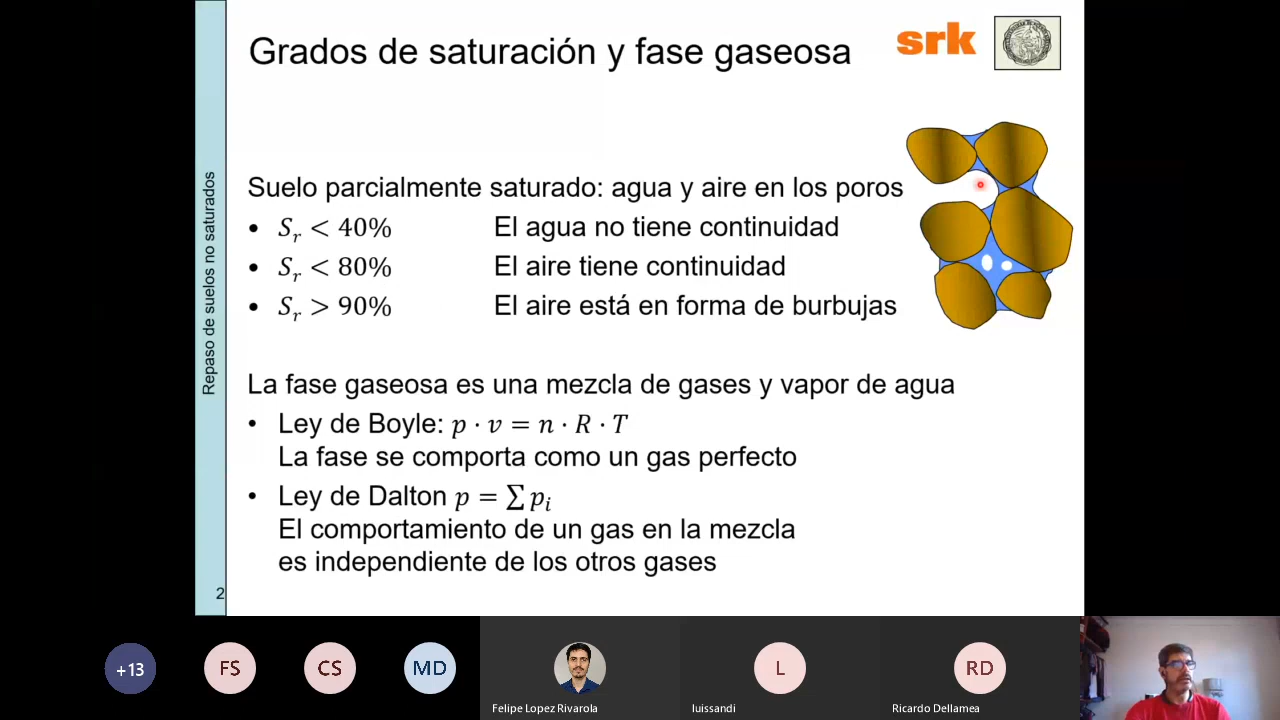 Grados de saturación y fase gaseosa
srk
Repaso de suelos no saturados
Suelo parcialmente saturado: agua y aire en los poros
• Sᵣ < 40% El agua no tiene continuidad
• Sᵣ < 80% El aire tiene continuidad
• Sᵣ > 90% El aire está en forma de burbujas
La fase gaseosa es una mezcla de gases y vapor de agua
• Ley de Boyle: p · v = n · R · T
La fase se comporta como un gas perfecto
• Ley de Dalton p = ∑ pᵢ
El comportamiento de un gas en la mezcla
es independiente de los otros gases
2
+13
FS
CS
MD
L
RD
Felipe Lopez Rivarola
luissandi
Ricardo Dellamea